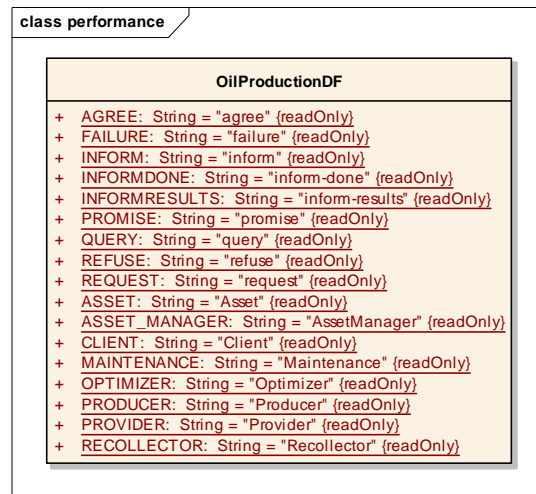 class performance
OilProductionDF
+ AGREE: String = "agree" {readOnly}
+ FAILURE: String = "failure" {readOnly}
+ INFORM: String = "inform" {readOnly}
+ INFORMDONE: String = "inform-done" {readOnly}
+ INFORMRESULTS: String = "inform-results" {readOnly}
+ PROMISE: String = "promise" {readOnly}
+ QUERY: String = "query" {readOnly}
+ REFUSE: String = "refuse" {readOnly}
+ REQUEST: String = "request" {readOnly}
+ ASSET: String = "Asset" {readOnly}
+ ASSET_MANAGER: String = "AssetManager" {readOnly}
+ CLIENT: String = "Client" {readOnly}
+ MAINTENANCE: String = "Maintenance" {readOnly}
+ OPTIMIZER: String = "Optimizer" {readOnly}
+ PRODUCER: String = "Producer" {readOnly}
+ PROVIDER: String = "Provider" {readOnly}
+ RECOLLECTOR: String = "Recollector" {readOnly}